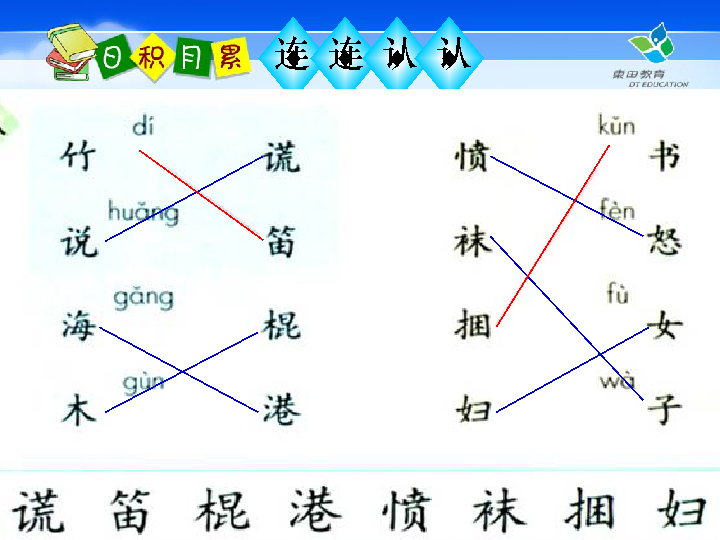 日积月累 连连认认
东田教育
DT EDUCATION
dí kǔn
竹 谎 愤 书
huǎng fèn
说 笛 袜 怒
gǎng fù
海 棍 捆 女
gùn wà
木 港 妇 子
谎 笛 棍 港 愤 袜 捆 妇